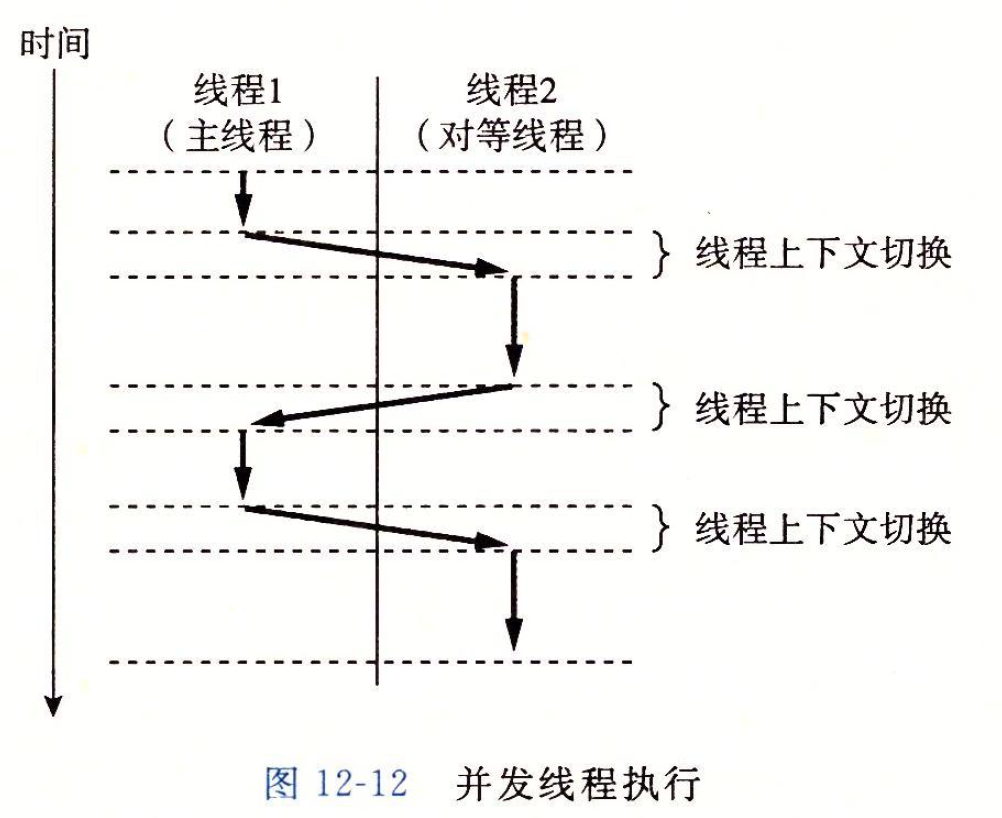 时间
线程1
（主线程）
线程2
（对等线程）
线程上下文切换
线程上下文切换
线程上下文切换
图 12-12 并发线程执行